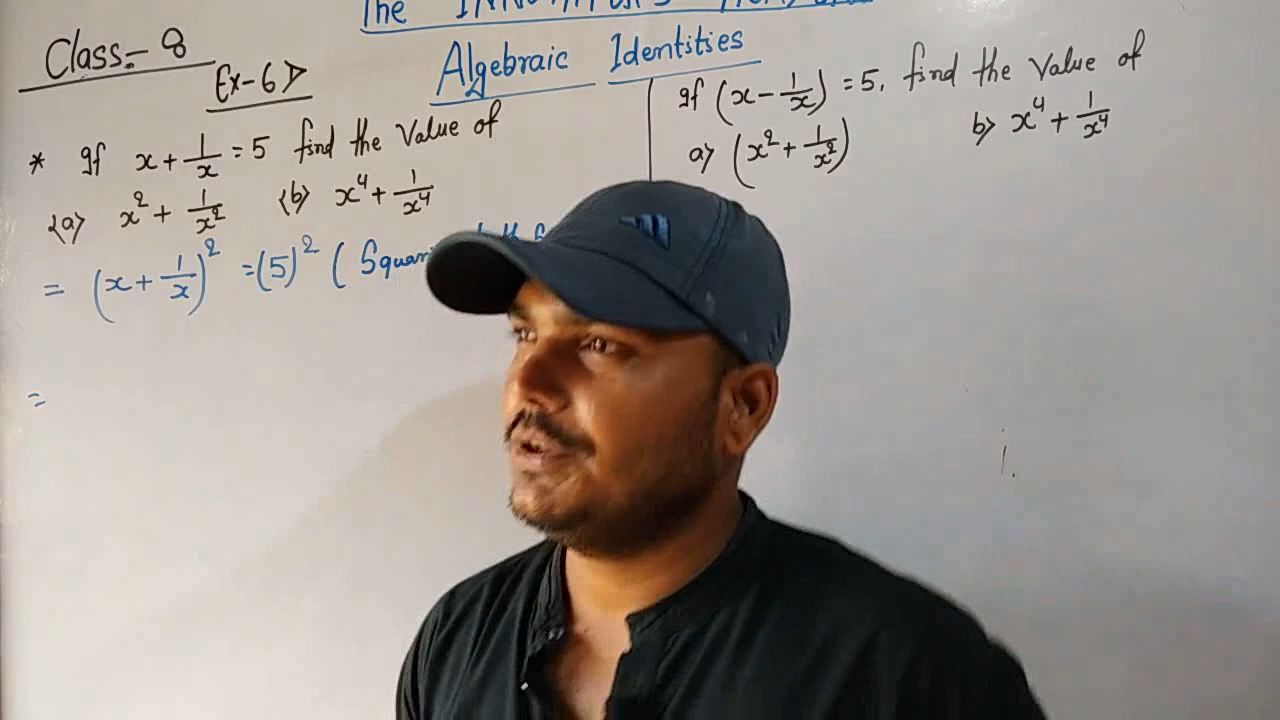 The
Algebraic Identities
Class:- 8
Ex-6>
* If x + 1/x = 5 find the value of
(a) x² + 1/x² (b) x⁴ + 1/x⁴
= (x + 1/x)² = (5)² (
=
If (x - 1/x) = 5, find the value of
a) (x² + 1/x²) b) x⁴ + 1/x⁴